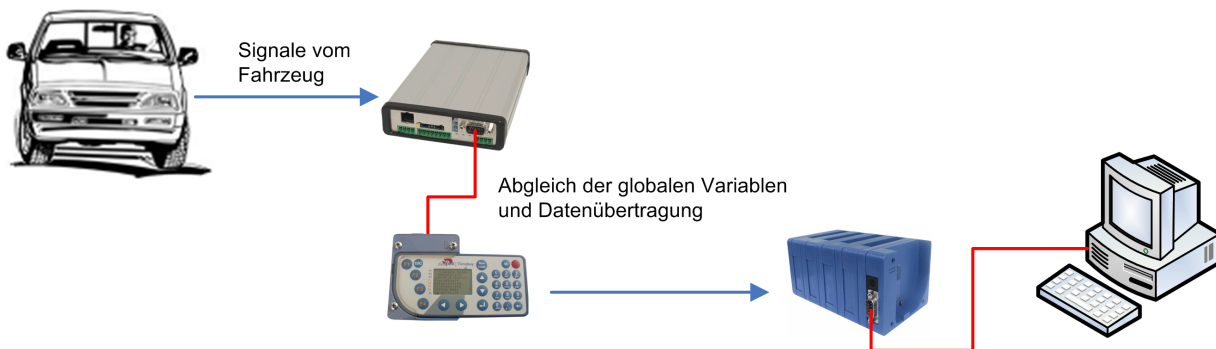 Signale vom
Fahrzeug
Abgleich der globalen Variablen
und Datenübertragung